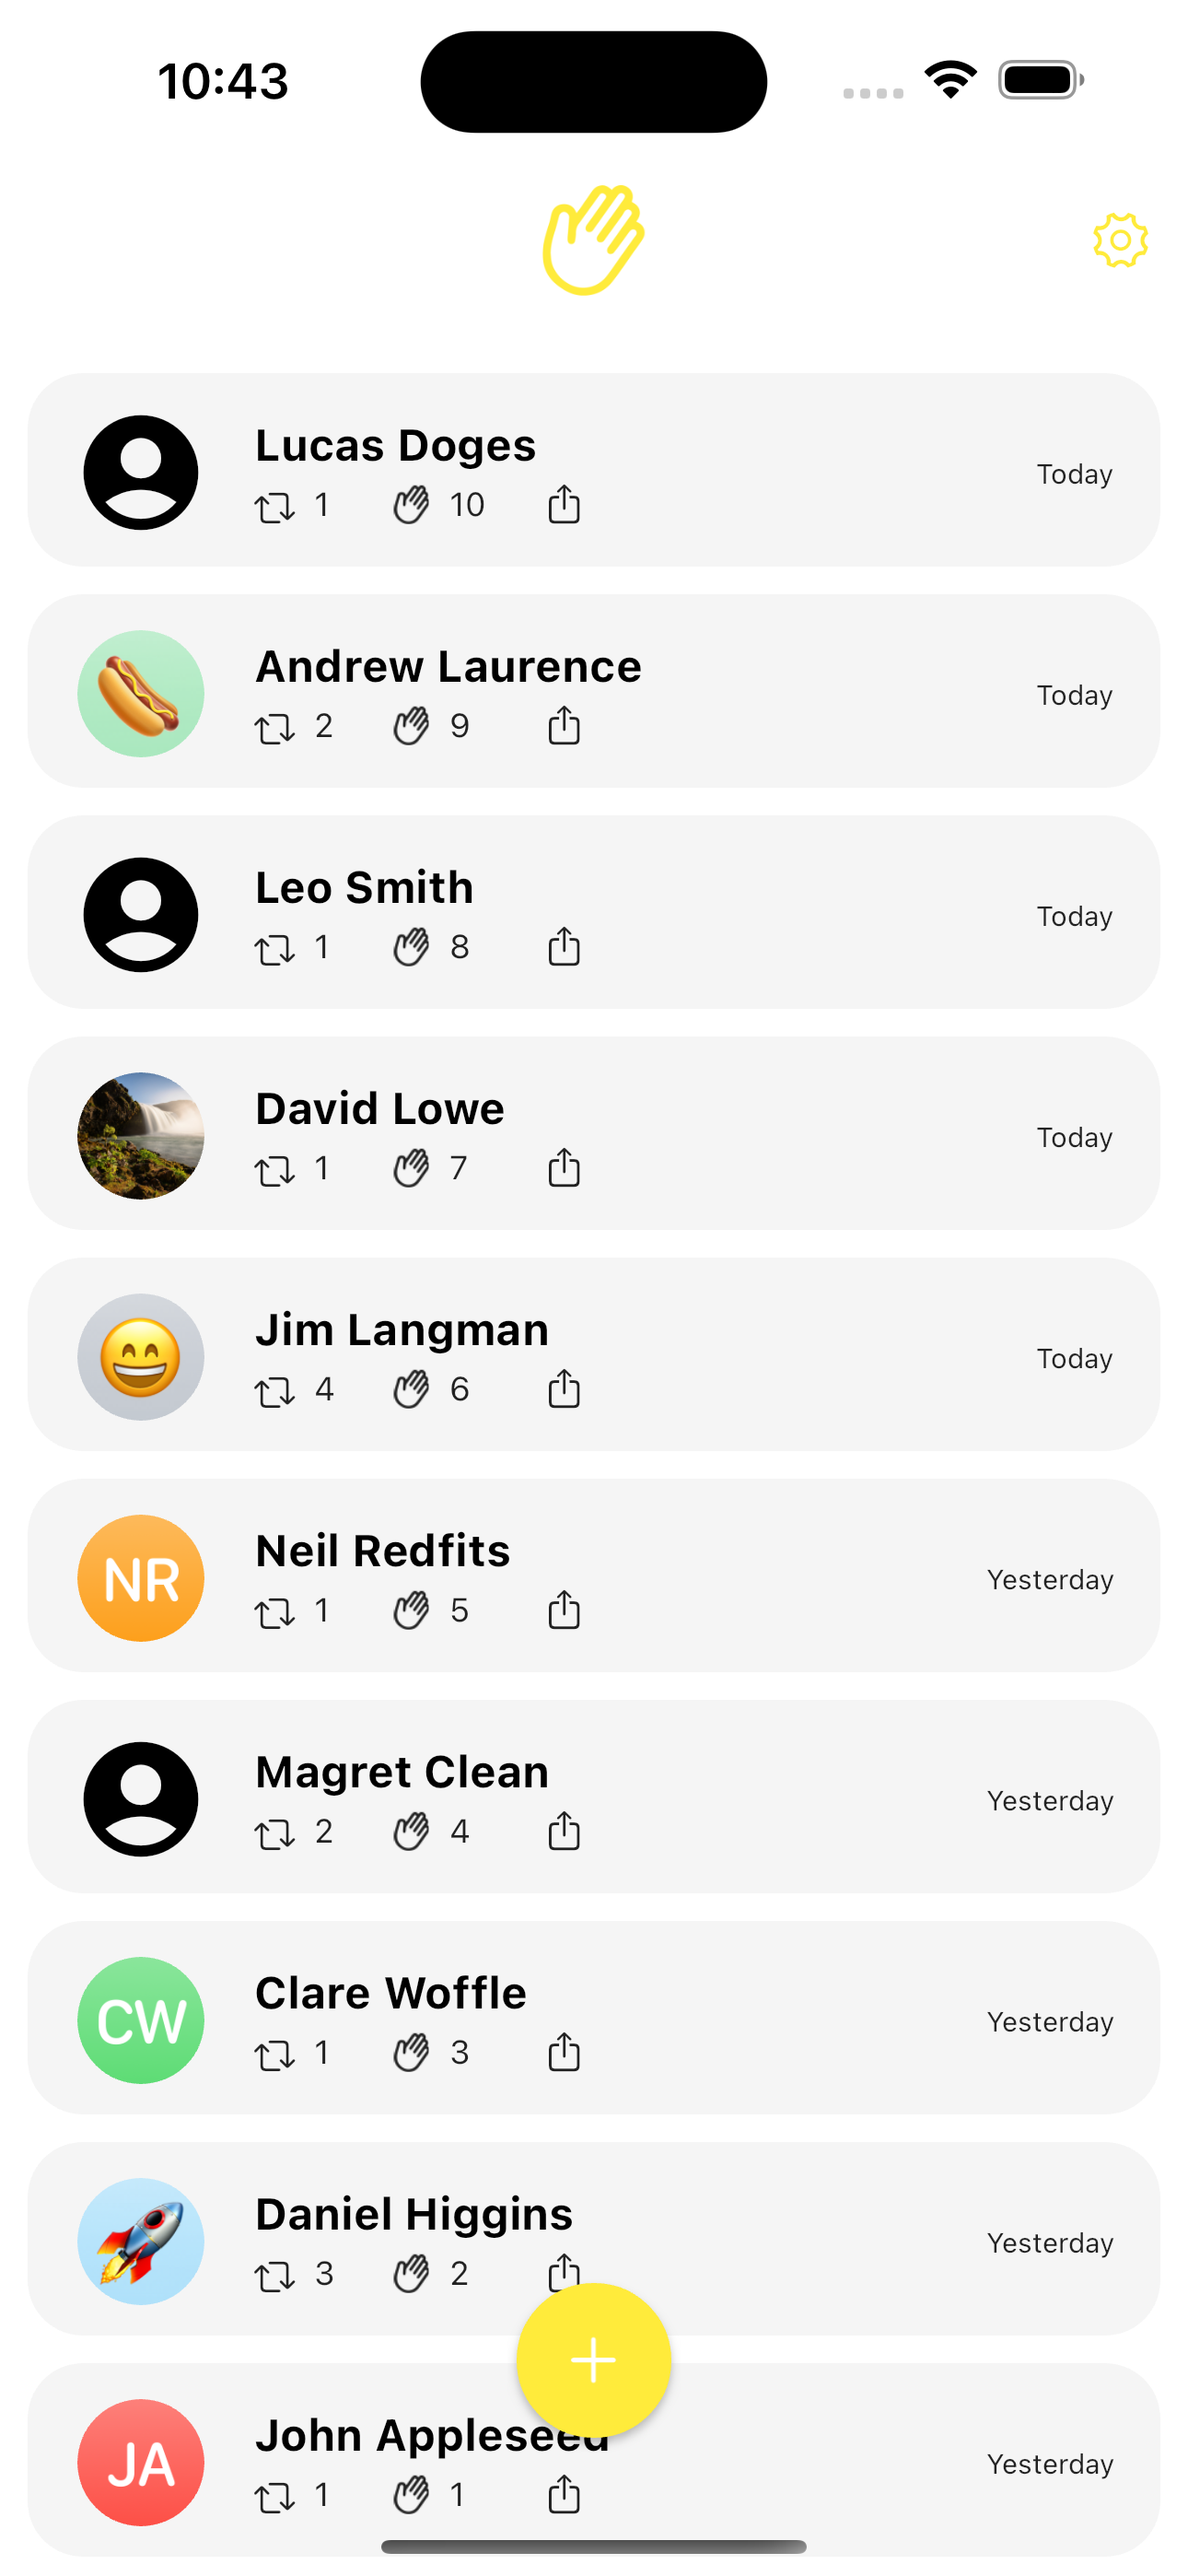 10:43
Lucas Doges
1 10
Today
Andrew Laurence
2 9
Today
Leo Smith
1 8
Today
David Lowe
1 7
Today
Jim Langman
4 6
Today
NR
Neil Redfits
1 5
Yesterday
Magret Clean
2 4
Yesterday
CW
Clare Woffle
1 3
Yesterday
Daniel Higgins
3 2
Yesterday
JA
John Appleseed
1 1
Yesterday